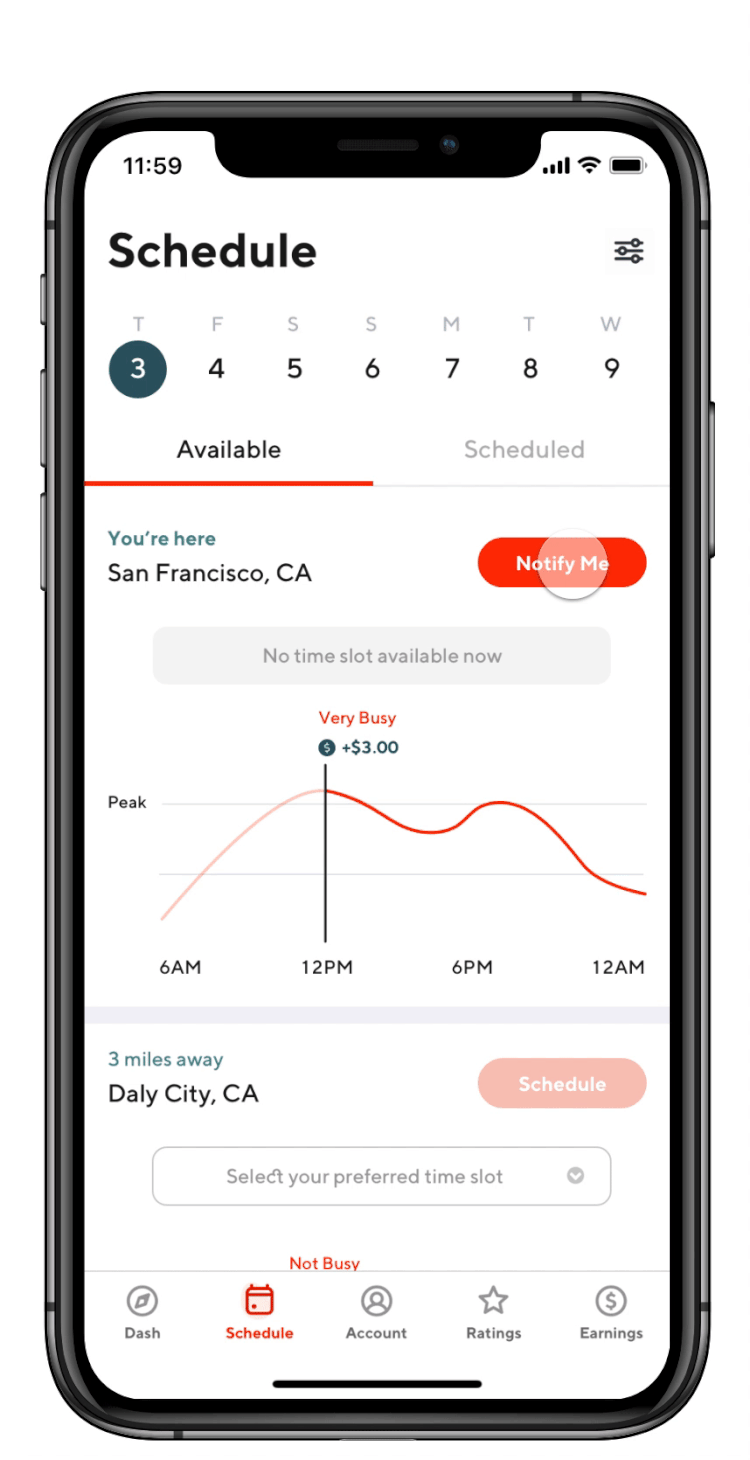 11:59
Schedule
T F S S M T W
3 4 5 6 7 8 9
Available Scheduled
You're here
San Francisco, CA
Notify Me
No time slot available now
Very Busy
$ +$3.00
Peak
6AM 12PM 6PM 12AM
3 miles away
Daly City, CA
Schedule
Select your preferred time slot
Not Busy
$
Dash Schedule Account Ratings Earnings